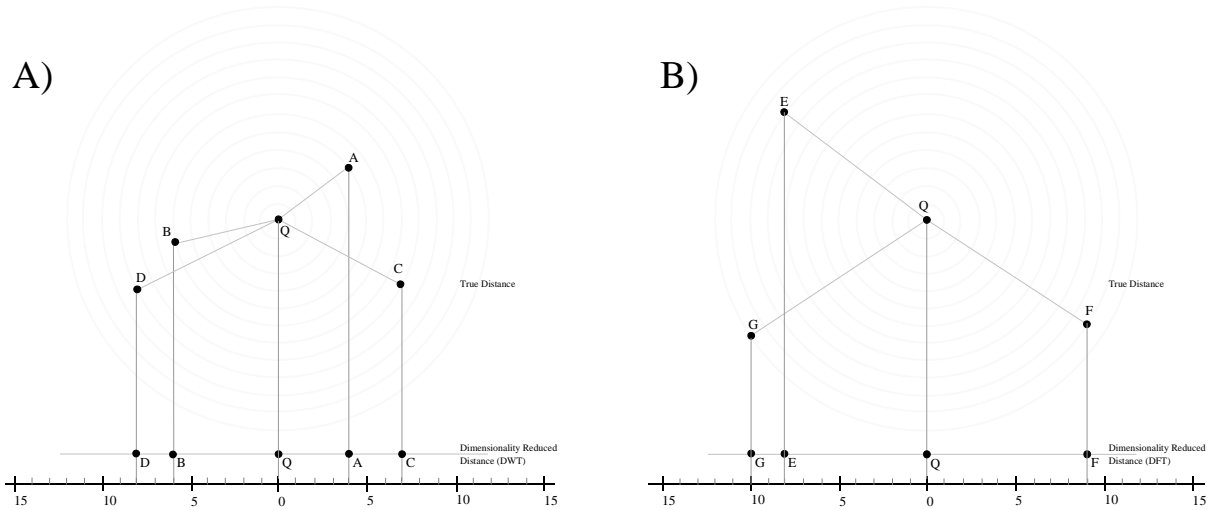 A)
A
Q
B
C
D
True Distance
Dimensionality Reduced
Distance (DWT)
D B Q A C
15 10 5 0 5 10 15
B)
E
Q
F
G
True Distance
Dimensionality Reduced
Distance (DFT)
G E Q F
15 10 5 0 5 10 15